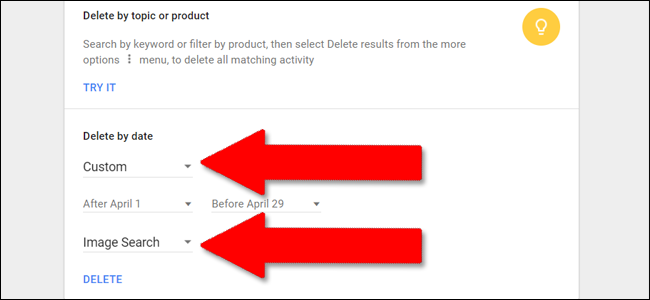 Delete by topic or product
Search by keyword or filter by product, then select Delete results from the more
options ⋮ menu, to delete all matching activity
TRY IT
Delete by date
Custom
After April 1 Before April 29
Image Search
DELETE